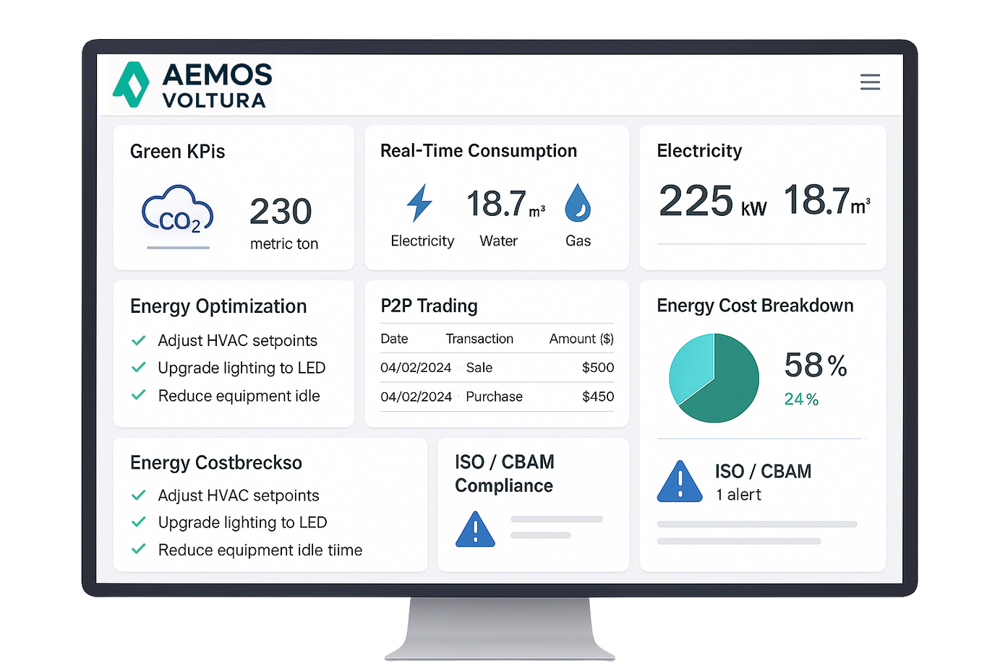 AEMOS
VOLTURA
Green KPis
CO2
230
metric ton
Real-Time Consumption
18.7 m³
Electricity Water Gas
Electricity
225 kW 18.7 m³
Energy Optimization
Adjust HVAC setpoints
Upgrade lighting to LED
Reduce equipment idle
P2P Trading
Date Transaction Amount ($)
04/02/2024 · Sale $500
04/02/2024 · Purchase $450
Energy Cost Breakdown
58%
24%
ISO / CBAM
1 alert
Energy Costbreckso
Adjust HVAC setpoints
Upgrade lighting to LED
Reduce equipment idle tiime
ISO / CBAM
Compliance